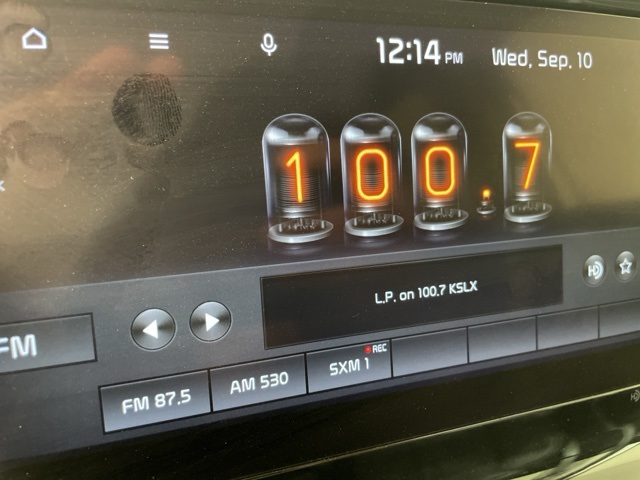 12:14 PM
Wed, Sep. 10
100.7
L.P. on 100.7 KSLX
HD
FM
FM 87.5
AM 530
REC
SXM 1